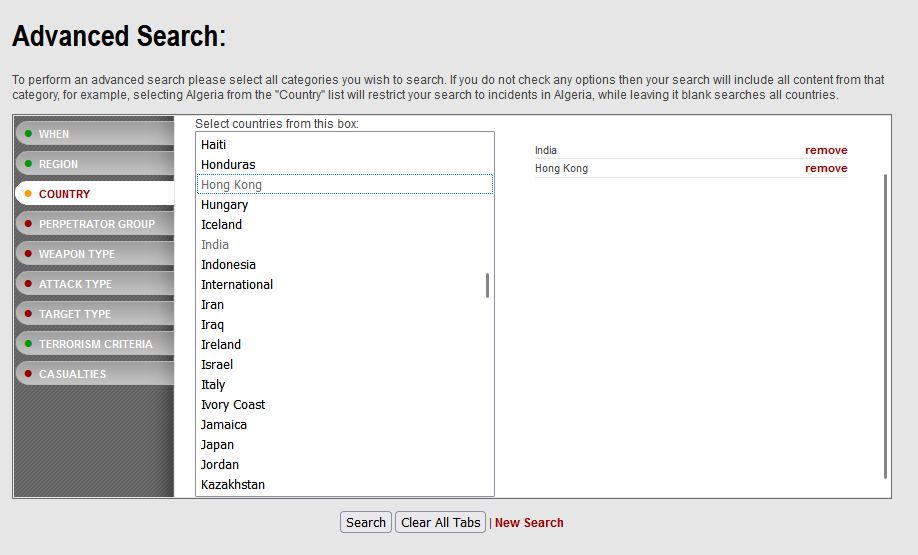 Advanced Search:
To perform an advanced search please select all categories you wish to search. If you do not check any options then your search will include all content from that
category, for example, selecting Algeria from the "Country" list will restrict your search to incidents in Algeria, while leaving it blank searches all countries.
WHEN
REGION
COUNTRY
PERPETRATOR GROUP
WEAPON TYPE
ATTACK TYPE
TARGET TYPE
TERRORISM CRITERIA
CASUALTIES
Select countries from this box:
Haiti
Honduras
Hong Kong
Hungary
Iceland
India
Indonesia
International
Iran
Iraq
Ireland
Israel
Italy
Ivory Coast
Jamaica
Japan
Jordan
Kazakhstan
India remove
Hong Kong remove
Search Clear All Tabs | New Search